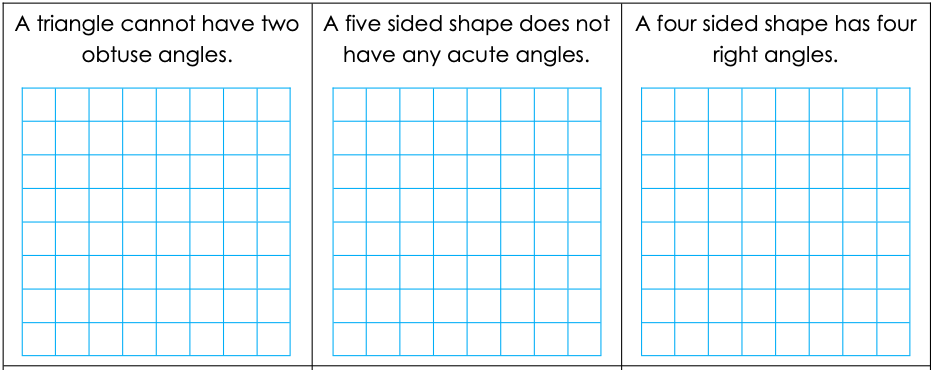 A triangle cannot have two
obtuse angles.
A five sided shape does not
have any acute angles.
A four sided shape has four
right angles.